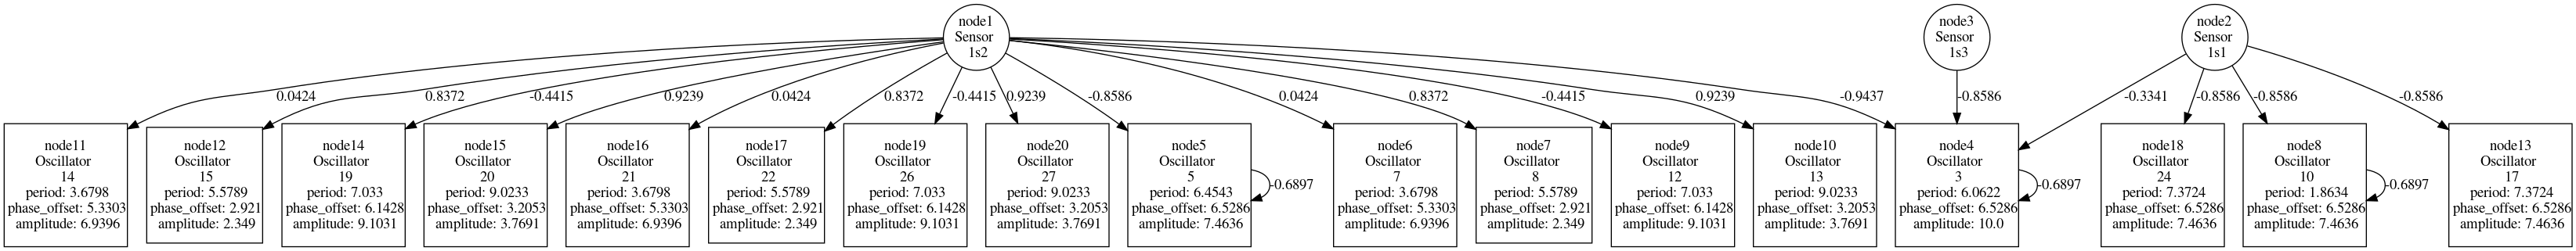 node1
Sensor
1s2
node3
Sensor
1s3
node2
Sensor
1s1
0.0424
0.8372
-0.4415
0.9239
0.0424
0.8372
-0.4415
0.9239
-0.8586
0.0424
0.8372
-0.4415
0.9239
-0.9437
-0.8586
-0.3341
-0.8586
-0.8586
-0.8586
node11
Oscillator
14
period: 3.6798
phase_offset: 5.3303
amplitude: 6.9396
node12
Oscillator
15
period: 5.5789
phase_offset: 2.921
amplitude: 2.349
node14
Oscillator
19
period: 7.033
phase_offset: 6.1428
amplitude: 9.1031
node15
Oscillator
20
period: 9.0233
phase_offset: 3.2053
amplitude: 3.7691
node16
Oscillator
21
period: 3.6798
phase_offset: 5.3303
amplitude: 6.9396
node17
Oscillator
22
period: 5.5789
phase_offset: 2.921
amplitude: 2.349
node19
Oscillator
26
period: 7.033
phase_offset: 6.1428
amplitude: 9.1031
node20
Oscillator
27
period: 9.0233
phase_offset: 3.2053
amplitude: 3.7691
node5
Oscillator
5
period: 6.4543
phase_offset: 6.5286
amplitude: 7.4636
-0.6897
node6
Oscillator
7
period: 3.6798
phase_offset: 5.3303
amplitude: 6.9396
node7
Oscillator
8
period: 5.5789
phase_offset: 2.921
amplitude: 2.349
node9
Oscillator
12
period: 7.033
phase_offset: 6.1428
amplitude: 9.1031
node10
Oscillator
13
period: 9.0233
phase_offset: 3.2053
amplitude: 3.7691
node4
Oscillator
3
period: 6.0622
phase_offset: 6.5286
amplitude: 10.0
-0.6897
node18
Oscillator
24
period: 7.3724
phase_offset: 6.5286
amplitude: 7.4636
node8
Oscillator
10
period: 1.8634
phase_offset: 6.5286
amplitude: 7.4636
-0.6897
node13
Oscillator
17
period: 7.3724
phase_offset: 6.5286
amplitude: 7.4636